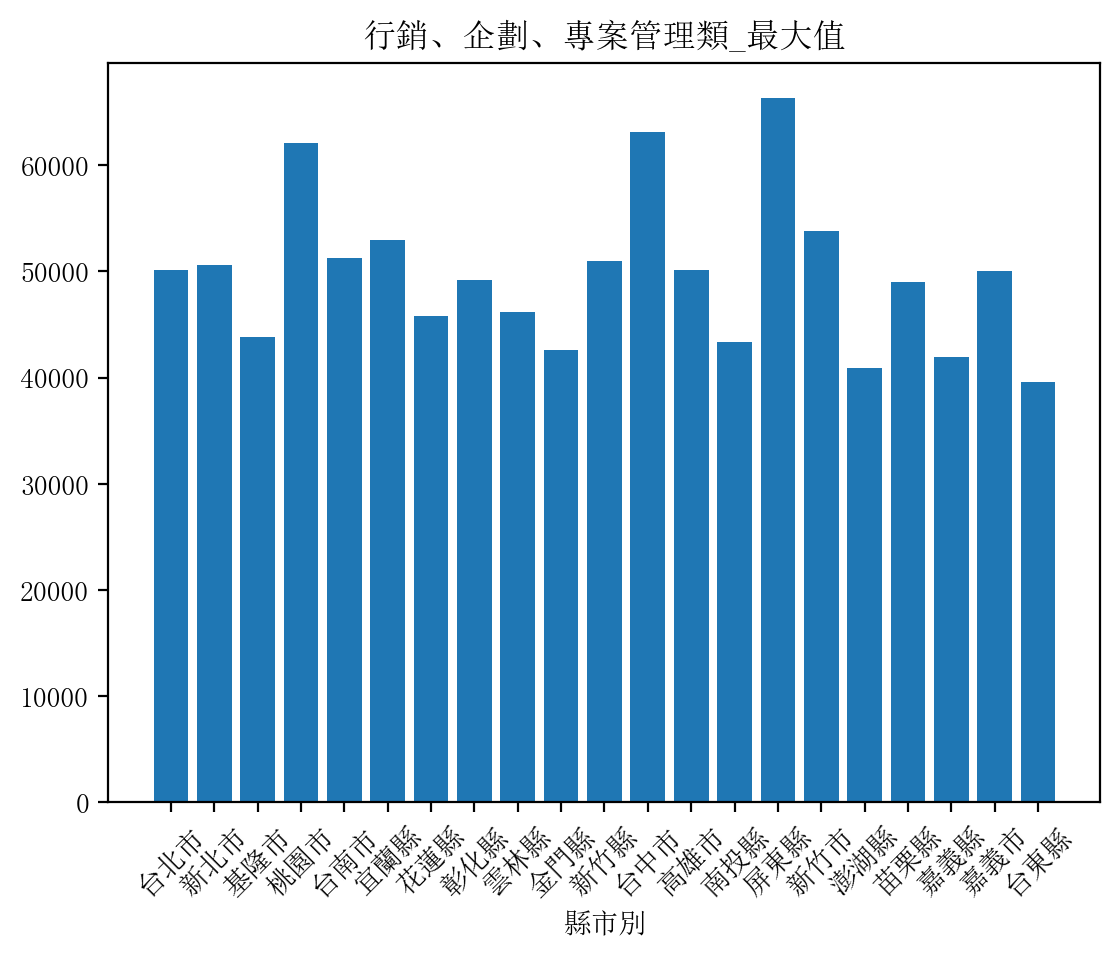 行銷、企劃、專案管理類_最大值
60000
50000
40000
30000
20000
10000
0
台北市
新北市
基隆市
桃園市
台南市
宜蘭縣
花蓮縣
彰化縣
雲林縣
金門縣
新竹縣
台中市
高雄市
南投縣
屏東縣
新竹市
澎湖縣
苗栗縣
嘉義縣
嘉義市
台東縣
縣市別